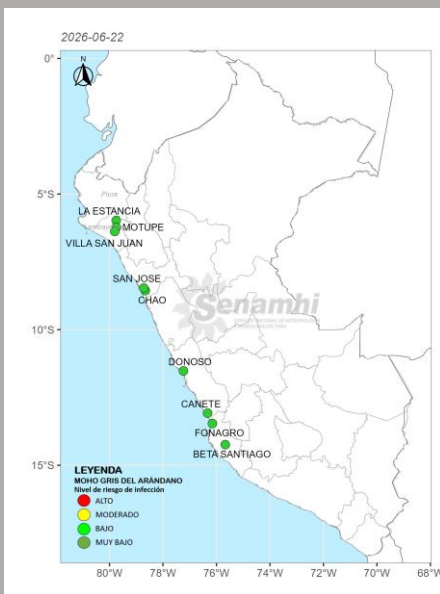 2026-06-22
N
0°
5°S
10°S
15°S
Piura
LA ESTANCIA
MOTUPE
VILLA SAN JUAN
SAN JOSE
CHAO
Senamhi
DONOSO
CAÑETE
FONAGRO
BETA SANTIAGO
LEYENDA
MOHO GRIS DEL ARÁNDANO
Nivel de riesgo de infección
ALTO
MODERADO
BAJO
MUY BAJO
80°W 78°W 76°W 74°W 72°W 70°W 68°W